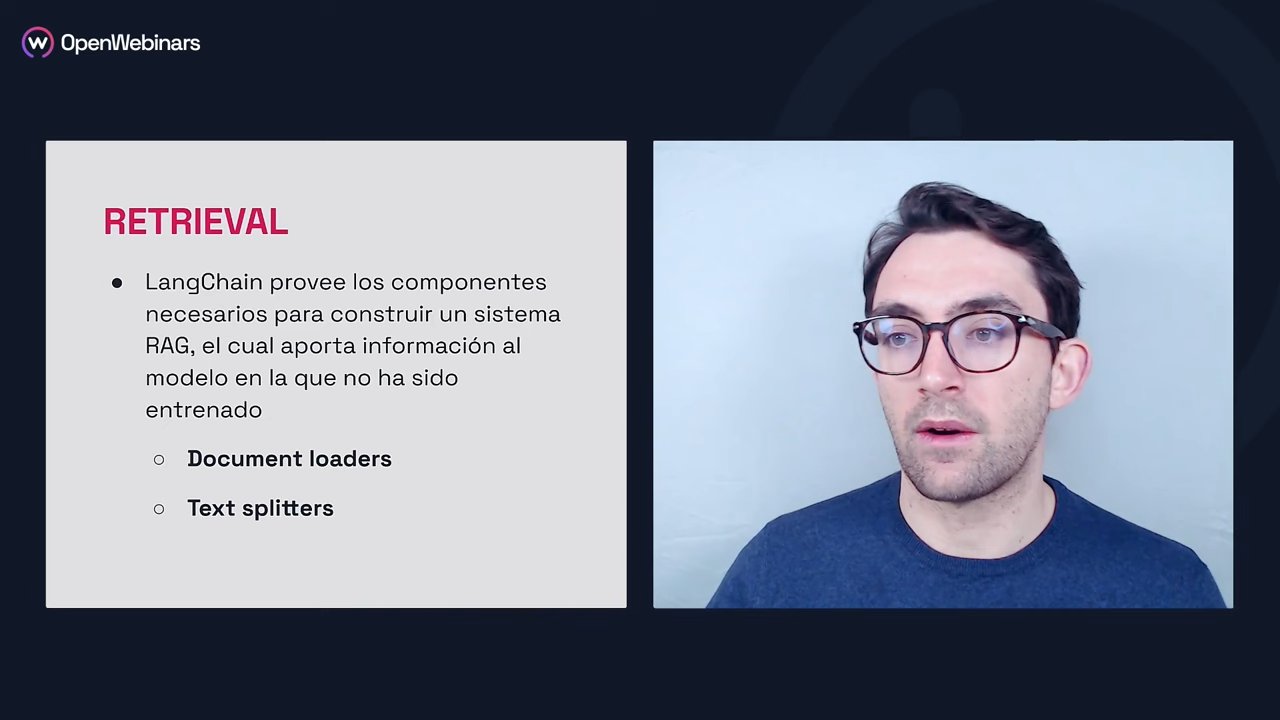 OpenWebinars
RETRIEVAL
● LangChain provee los componentes
necesarios para construir un sistema
RAG, el cual aporta información al
modelo en la que no ha sido
entrenado
○ Document loaders
○ Text splitters